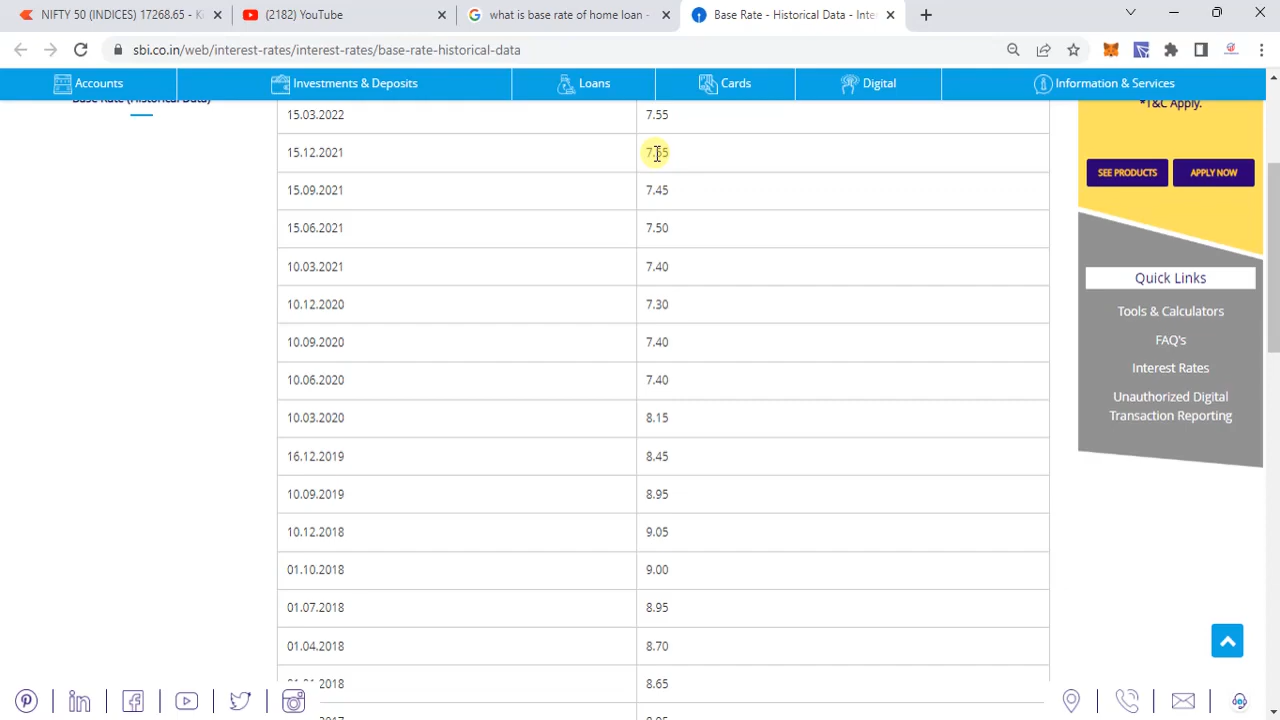 NIFTY 50 (INDICES) 17268.65 - K
(2182) YouTube
what is base rate of home loan -
Base Rate - Historical Data - Inte
sbi.co.in/web/interest-rates/interest-rates/base-rate-historical-data
Accounts
Investments & Deposits
Loans
Cards
Digital
Information & Services
Base Rate (Historical Data)
*T&C Apply.
15.03.2022 7.55
15.12.2021
15.09.2021 7.45
15.06.2021 7.50
10.03.2021 7.40
10.12.2020 7.30
10.09.2020 7.40
10.06.2020 7.40
10.03.2020 8.15
16.12.2019 8.45
10.09.2019 8.95
10.12.2018 9.05
01.10.2018 9.00
01.07.2018 8.95
01.04.2018 8.70
8.65
SEE PRODUCTS
APPLY NOW
Quick Links
Tools & Calculators
FAQ's
Interest Rates
Unauthorized Digital
Transaction Reporting